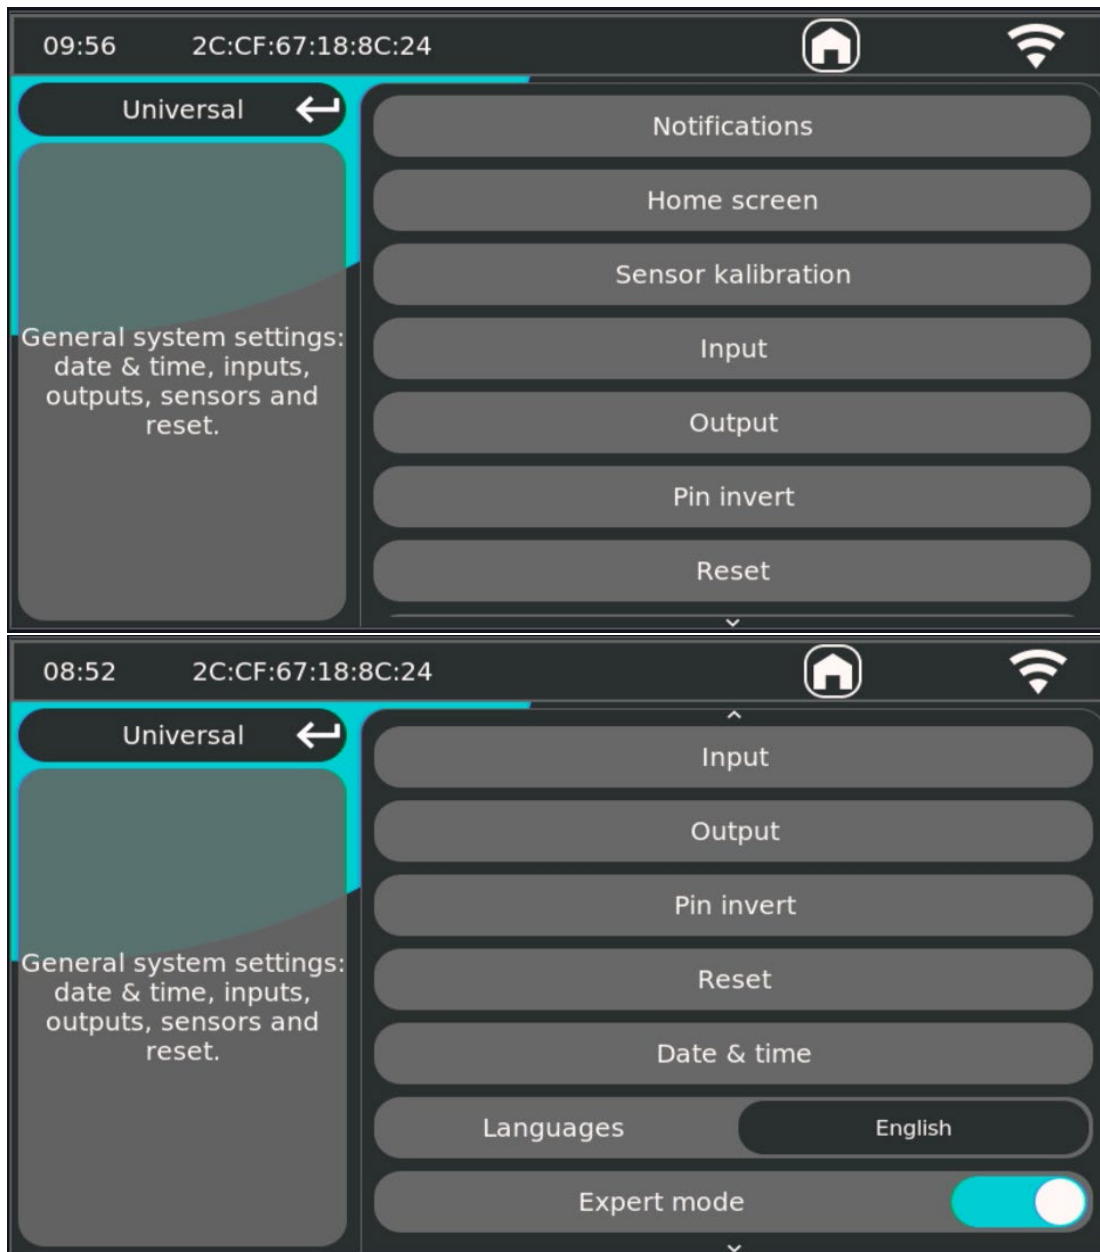 09:56 2C:CF:67:18:8C:24
Universal
General system settings:
date & time, inputs,
outputs, sensors and
reset.
Notifications
Home screen
Sensor kalibration
Input
Output
Pin invert
Reset
08:52 2C:CF:67:18:8C:24
Universal
General system settings:
date & time, inputs,
outputs, sensors and
reset.
Input
Output
Pin invert
Reset
Date & time
Languages English
Expert mode